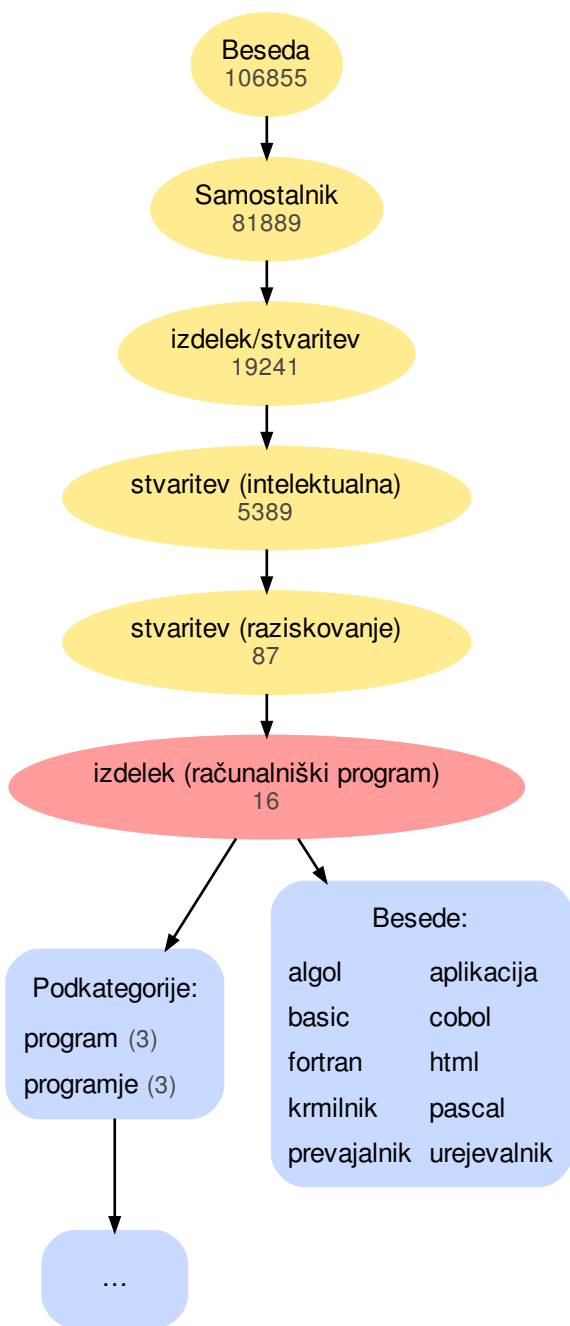 Beseda
106855
Samostalnik
81889
izdelek/stvaritev
19241
stvaritev (intelektualna)
5389
stvaritev (raziskovanje)
87
izdelek (računalniški program)
16
Podkategorije:
program (3)
programje (3)
...
Besede:
algol aplikacija
basic cobol
fortran html
krmilnik pascal
prevajalnik urejevalnik